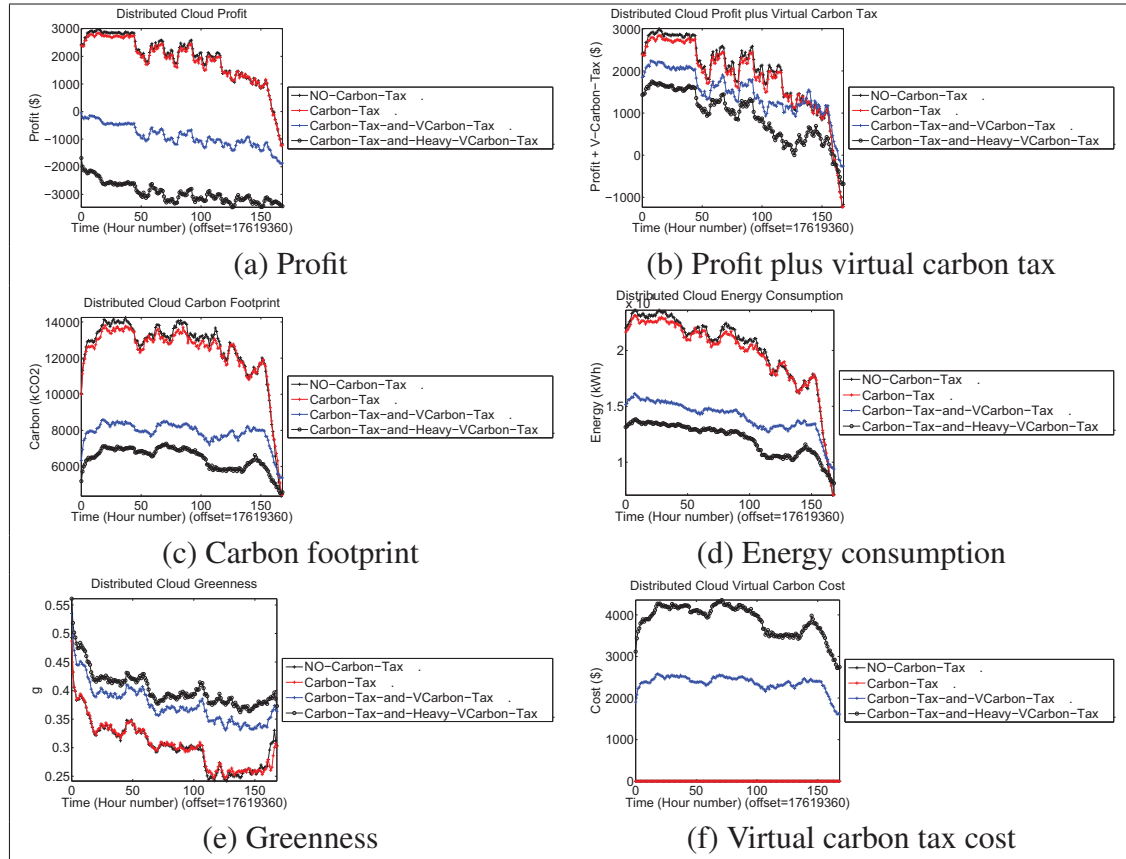 Distributed Cloud Profit
Profit ($)
3000
2000
1000
0
−1000
−2000
−3000
0 50 100 150
Time (Hour number) (offset=17619360)
NO−Carbon−Tax .
Carbon−Tax .
Carbon−Tax−and−VCarbon−Tax .
Carbon−Tax−and−Heavy−VCarbon−Tax
(a) Profit
Distributed Cloud Profit plus Virtual Carbon Tax
Profit + V−Carbon−Tax ($)
3000
2000
1000
0
−1000
0 50 100 150
Time (Hour number) (offset=17619360)
NO−Carbon−Tax .
Carbon−Tax .
Carbon−Tax−and−VCarbon−Tax .
Carbon−Tax−and−Heavy−VCarbon−Tax
(b) Profit plus virtual carbon tax
Distributed Cloud Carbon Footprint
Carbon (kCO2)
14000
12000
10000
8000
6000
0 50 100 150
Time (Hour number) (offset=17619360)
NO−Carbon−Tax .
Carbon−Tax .
Carbon−Tax−and−VCarbon−Tax .
Carbon−Tax−and−Heavy−VCarbon−Tax
(c) Carbon footprint
Distributed Cloud Energy Consumption
x 10
Energy (kWh)
2
1.5
1
0 50 100 150
Time (Hour number) (offset=17619360)
NO−Carbon−Tax .
Carbon−Tax .
Carbon−Tax−and−VCarbon−Tax .
Carbon−Tax−and−Heavy−VCarbon−Tax
(d) Energy consumption
Distributed Cloud Greenness
g
0.55
0.5
0.45
0.4
0.35
0.3
0.25
0 50 100 150
Time (Hour number) (offset=17619360)
NO−Carbon−Tax .
Carbon−Tax .
Carbon−Tax−and−VCarbon−Tax .
Carbon−Tax−and−Heavy−VCarbon−Tax
(e) Greenness
Distributed Cloud Virtual Carbon Cost
Cost ($)
4000
3000
2000
1000
0
0 50 100 150
Time (Hour number) (offset=17619360)
NO−Carbon−Tax .
Carbon−Tax .
Carbon−Tax−and−VCarbon−Tax .
Carbon−Tax−and−Heavy−VCarbon−Tax
(f) Virtual carbon tax cost